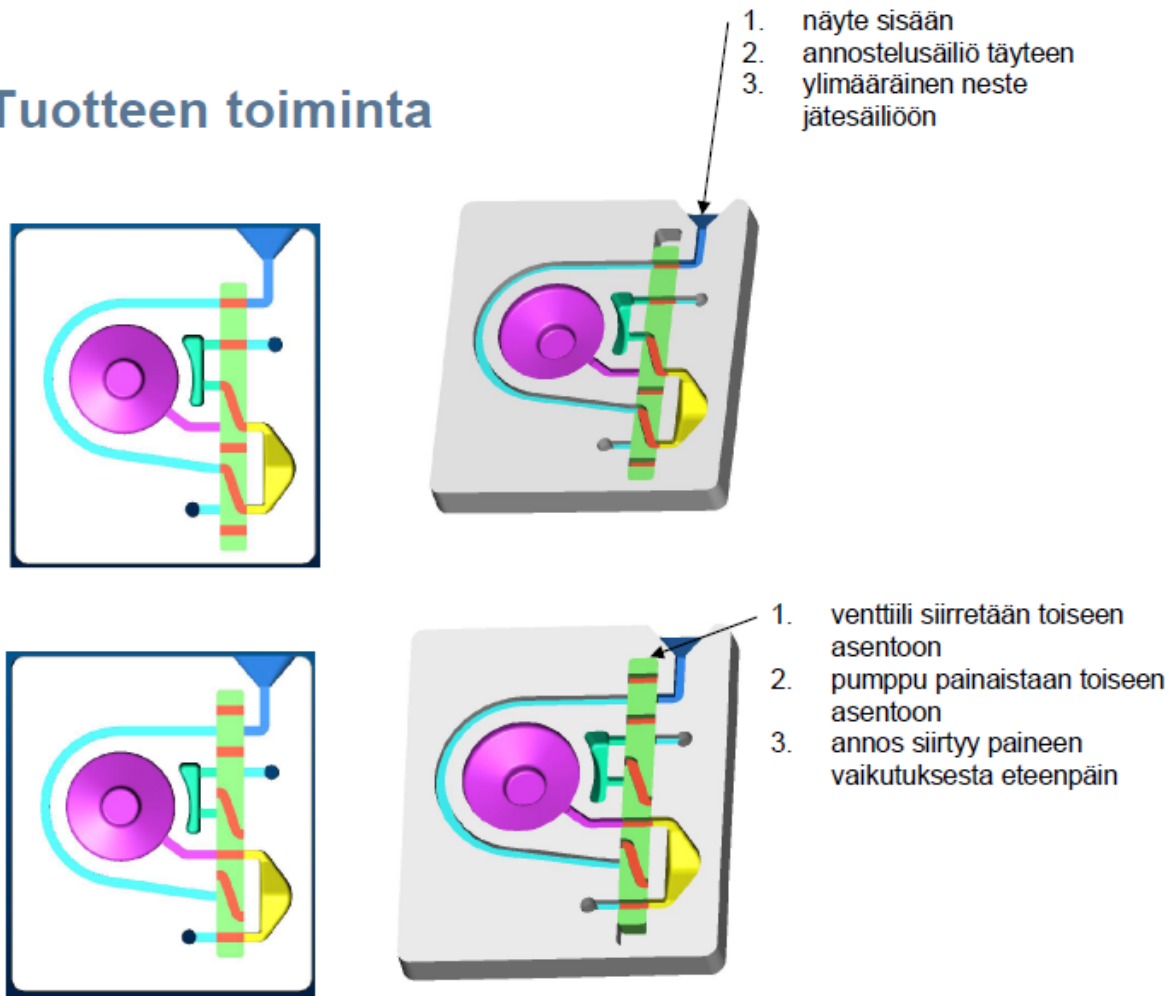 1. näyte sisään
2. annostelusäiliö täyteen
3. ylimääräinen neste
jätesäiliöön
Tuotteen toiminta
1. venttiili siirretään toiseen
asentoon
2. pumppu painaistaan toiseen
asentoon
3. annos siirtyy paineen
vaikutuksesta eteenpäin